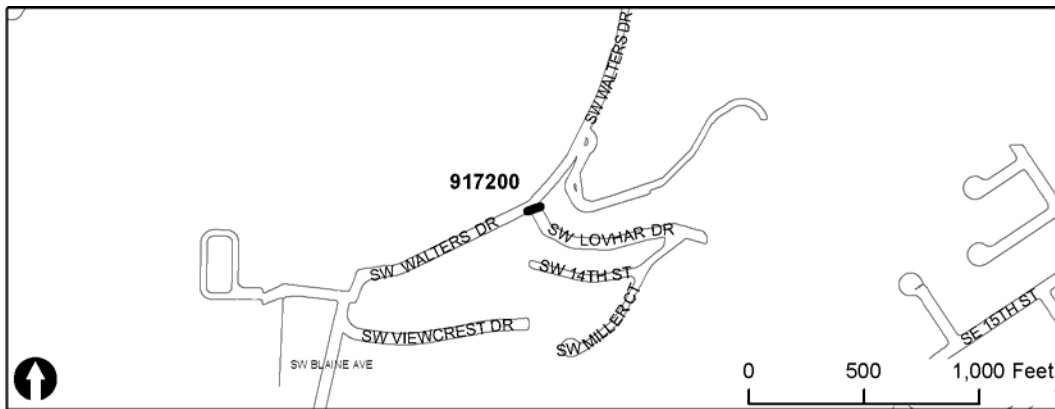 SW WALTERS DR
917200
SW WALTERS DR
SW LOVHAR DR
SW 14TH ST
SW MILLER CT
SW VIEWCREST DR
SW BLAINE AVE
SE 15TH ST
0 500 1,000 Feet